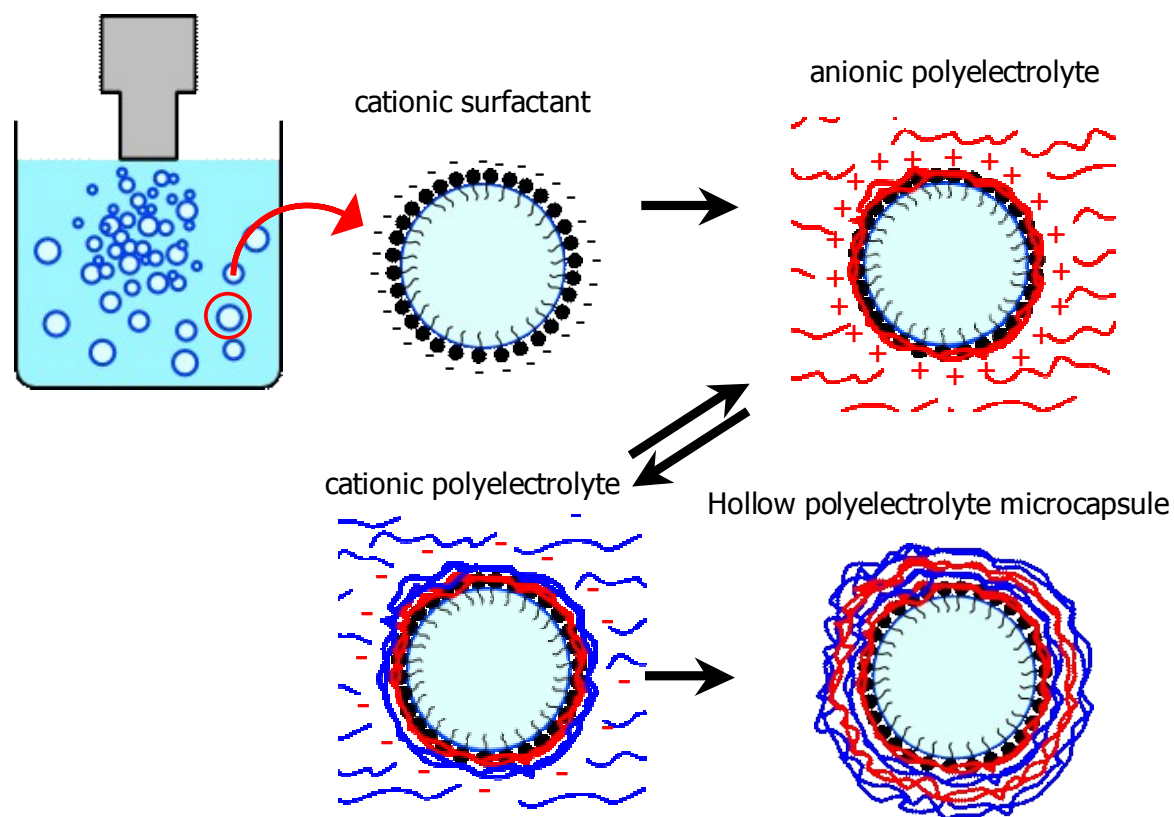 cationic surfactant
anionic polyelectrolyte
cationic polyelectrolyte
Hollow polyelectrolyte microcapsule